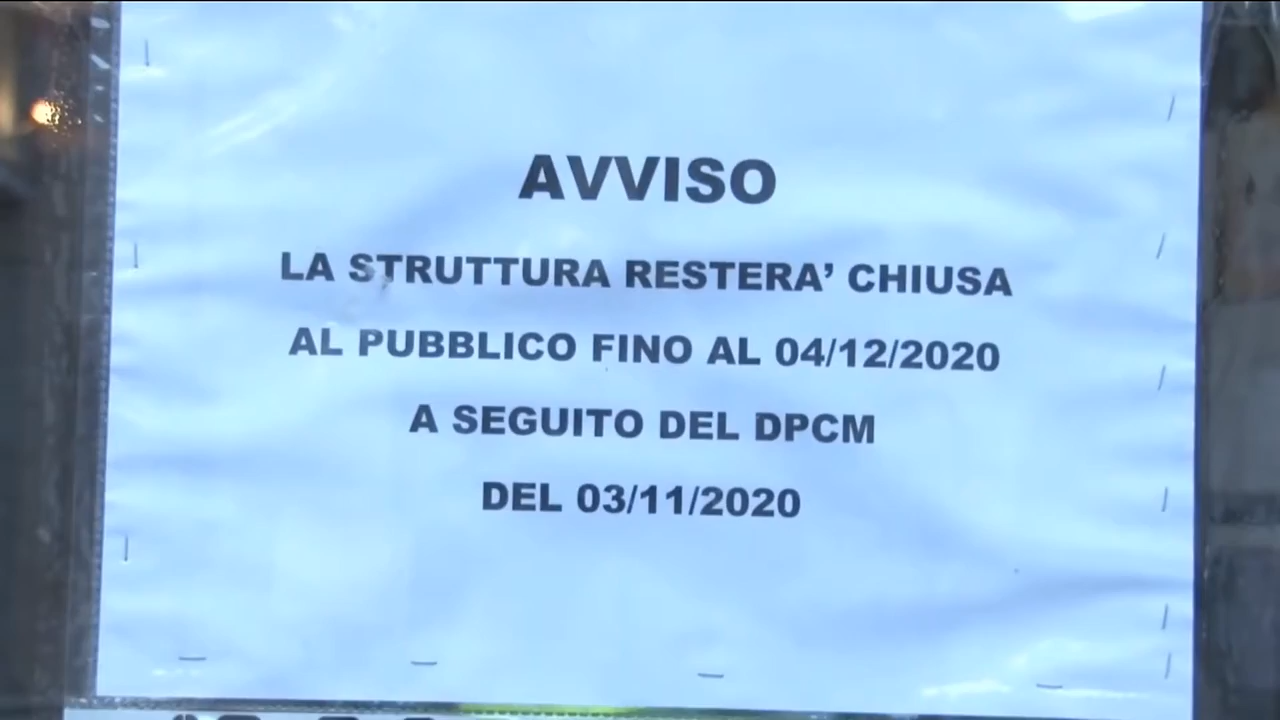 AVVISO
LA STRUTTURA RESTERA’ CHIUSA
AL PUBBLICO FINO AL 04/12/2020
A SEGUITO DEL DPCM
DEL 03/11/2020